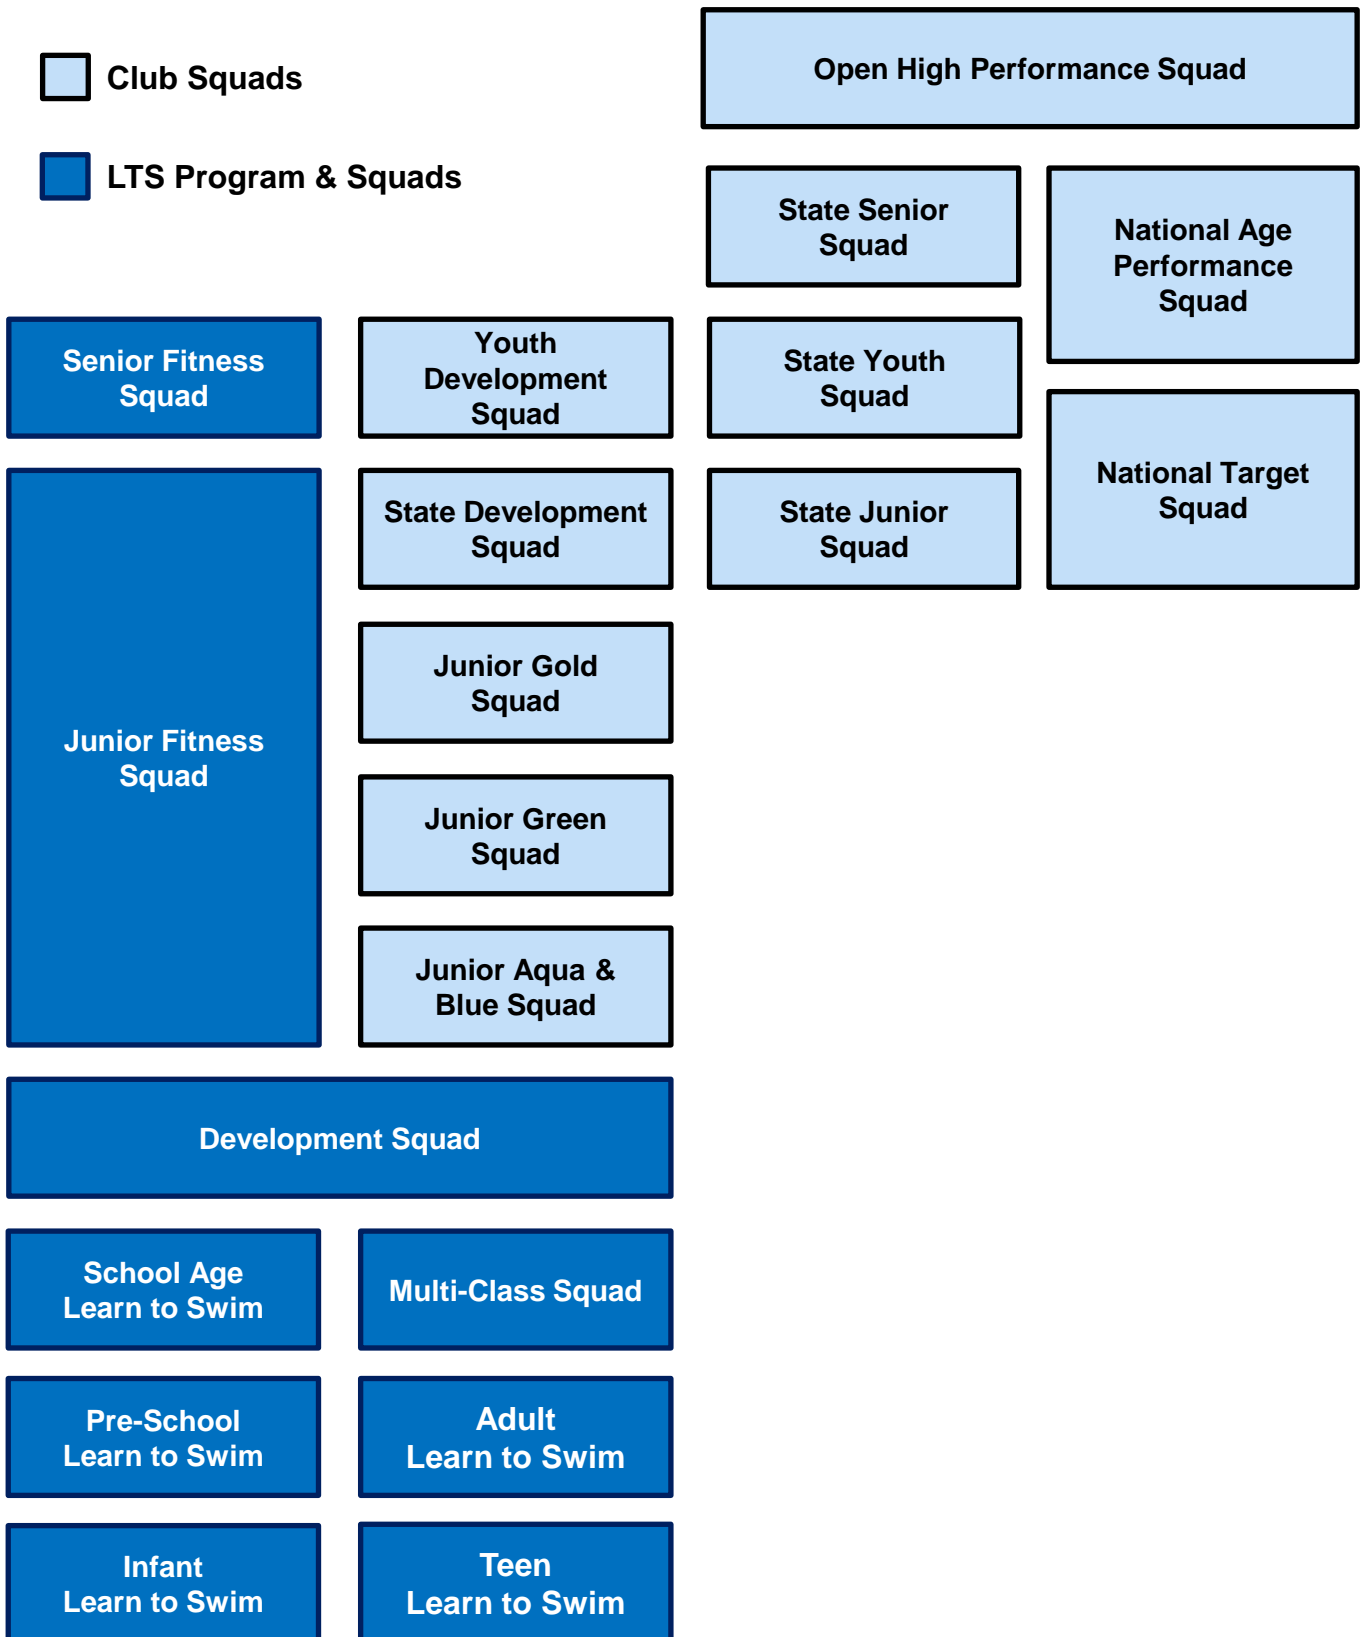 Club Squads
LTS Program & Squads
Open High Performance Squad
State Senior
Squad
National Age
Performance
Squad
Senior Fitness
Squad
Youth
Development
Squad
State Youth
Squad
National Target
Squad
Junior Fitness
Squad
State Development
Squad
State Junior
Squad
Junior Gold
Squad
Junior Green
Squad
Junior Aqua &
Blue Squad
Development Squad
School Age
Learn to Swim
Multi-Class Squad
Pre-School
Learn to Swim
Adult
Learn to Swim
Infant
Learn to Swim
Teen
Learn to Swim